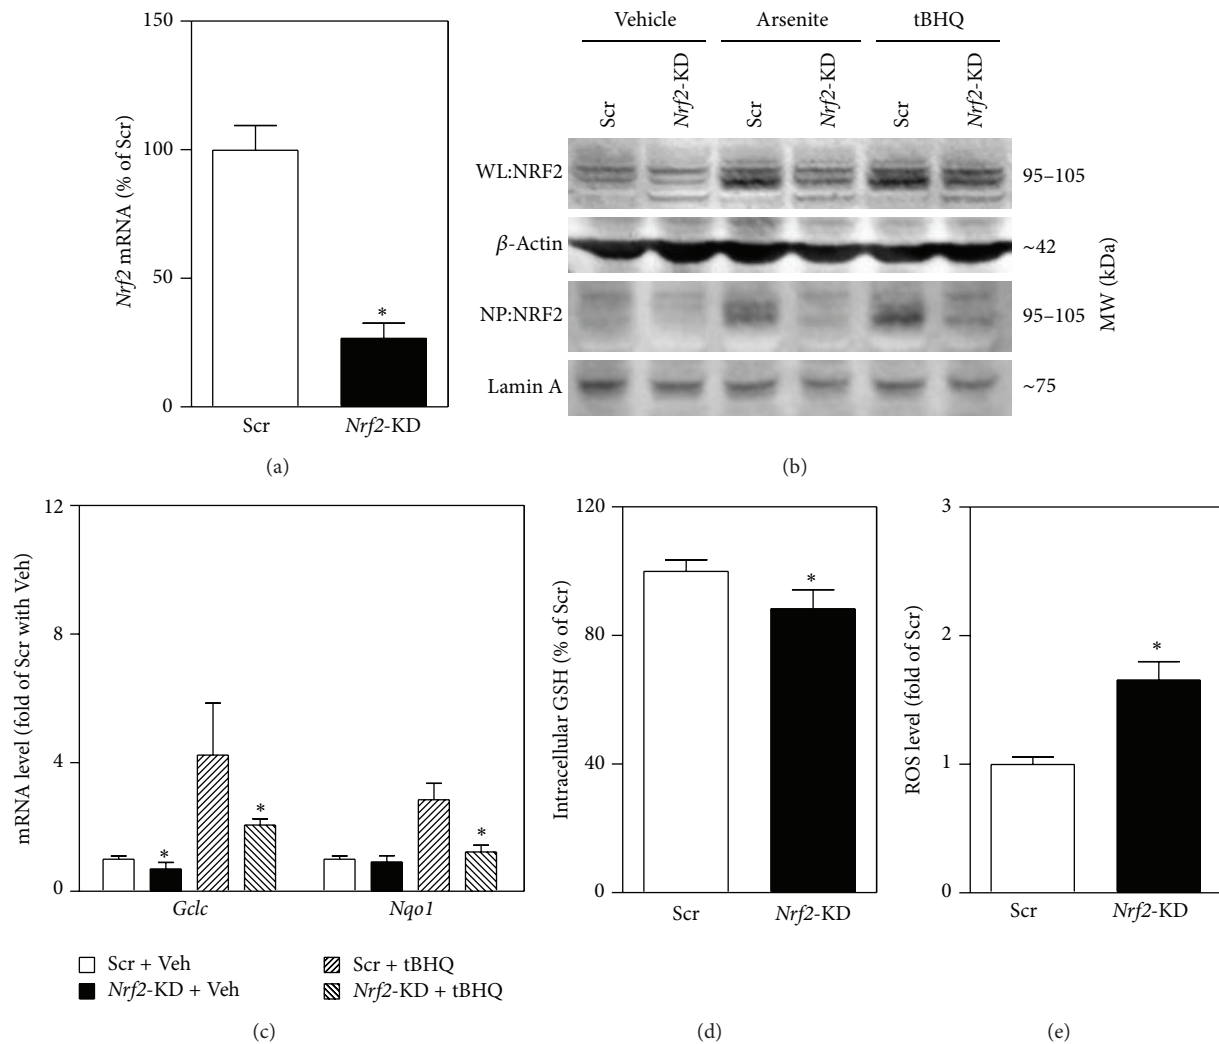 150
100
50
0
Nrf2 mRNA (% of Scr)
*
Scr
Nrf2-KD
(a)
Vehicle Arsenite tBHQ
Scr Nrf2-KD Scr Nrf2-KD Scr Nrf2-KD
WL:NRF2 95–105
β-Actin ~42
NP:NRF2 95–105
Lamin A ~75
MW (kDa)
(b)
12
8
4
0
mRNA level (fold of Scr with Veh)
* * *
Gclc Nqo1
Scr + Veh Scr + tBHQ
Nrf2-KD + Veh Nrf2-KD + tBHQ
(c)
120
80
40
0
Intracellular GSH (% of Scr)
*
Scr Nrf2-KD
(d)
3
2
1
0
ROS level (fold of Scr)
*
Scr Nrf2-KD
(e)